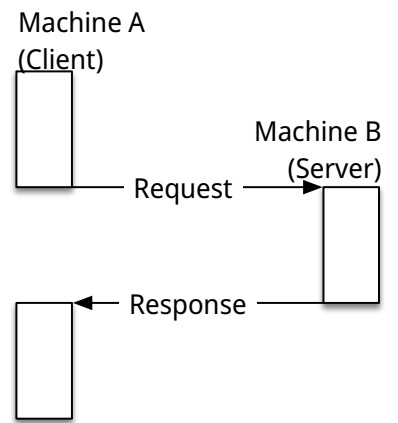 Machine A
(Client)
Machine B
(Server)
Request
Response